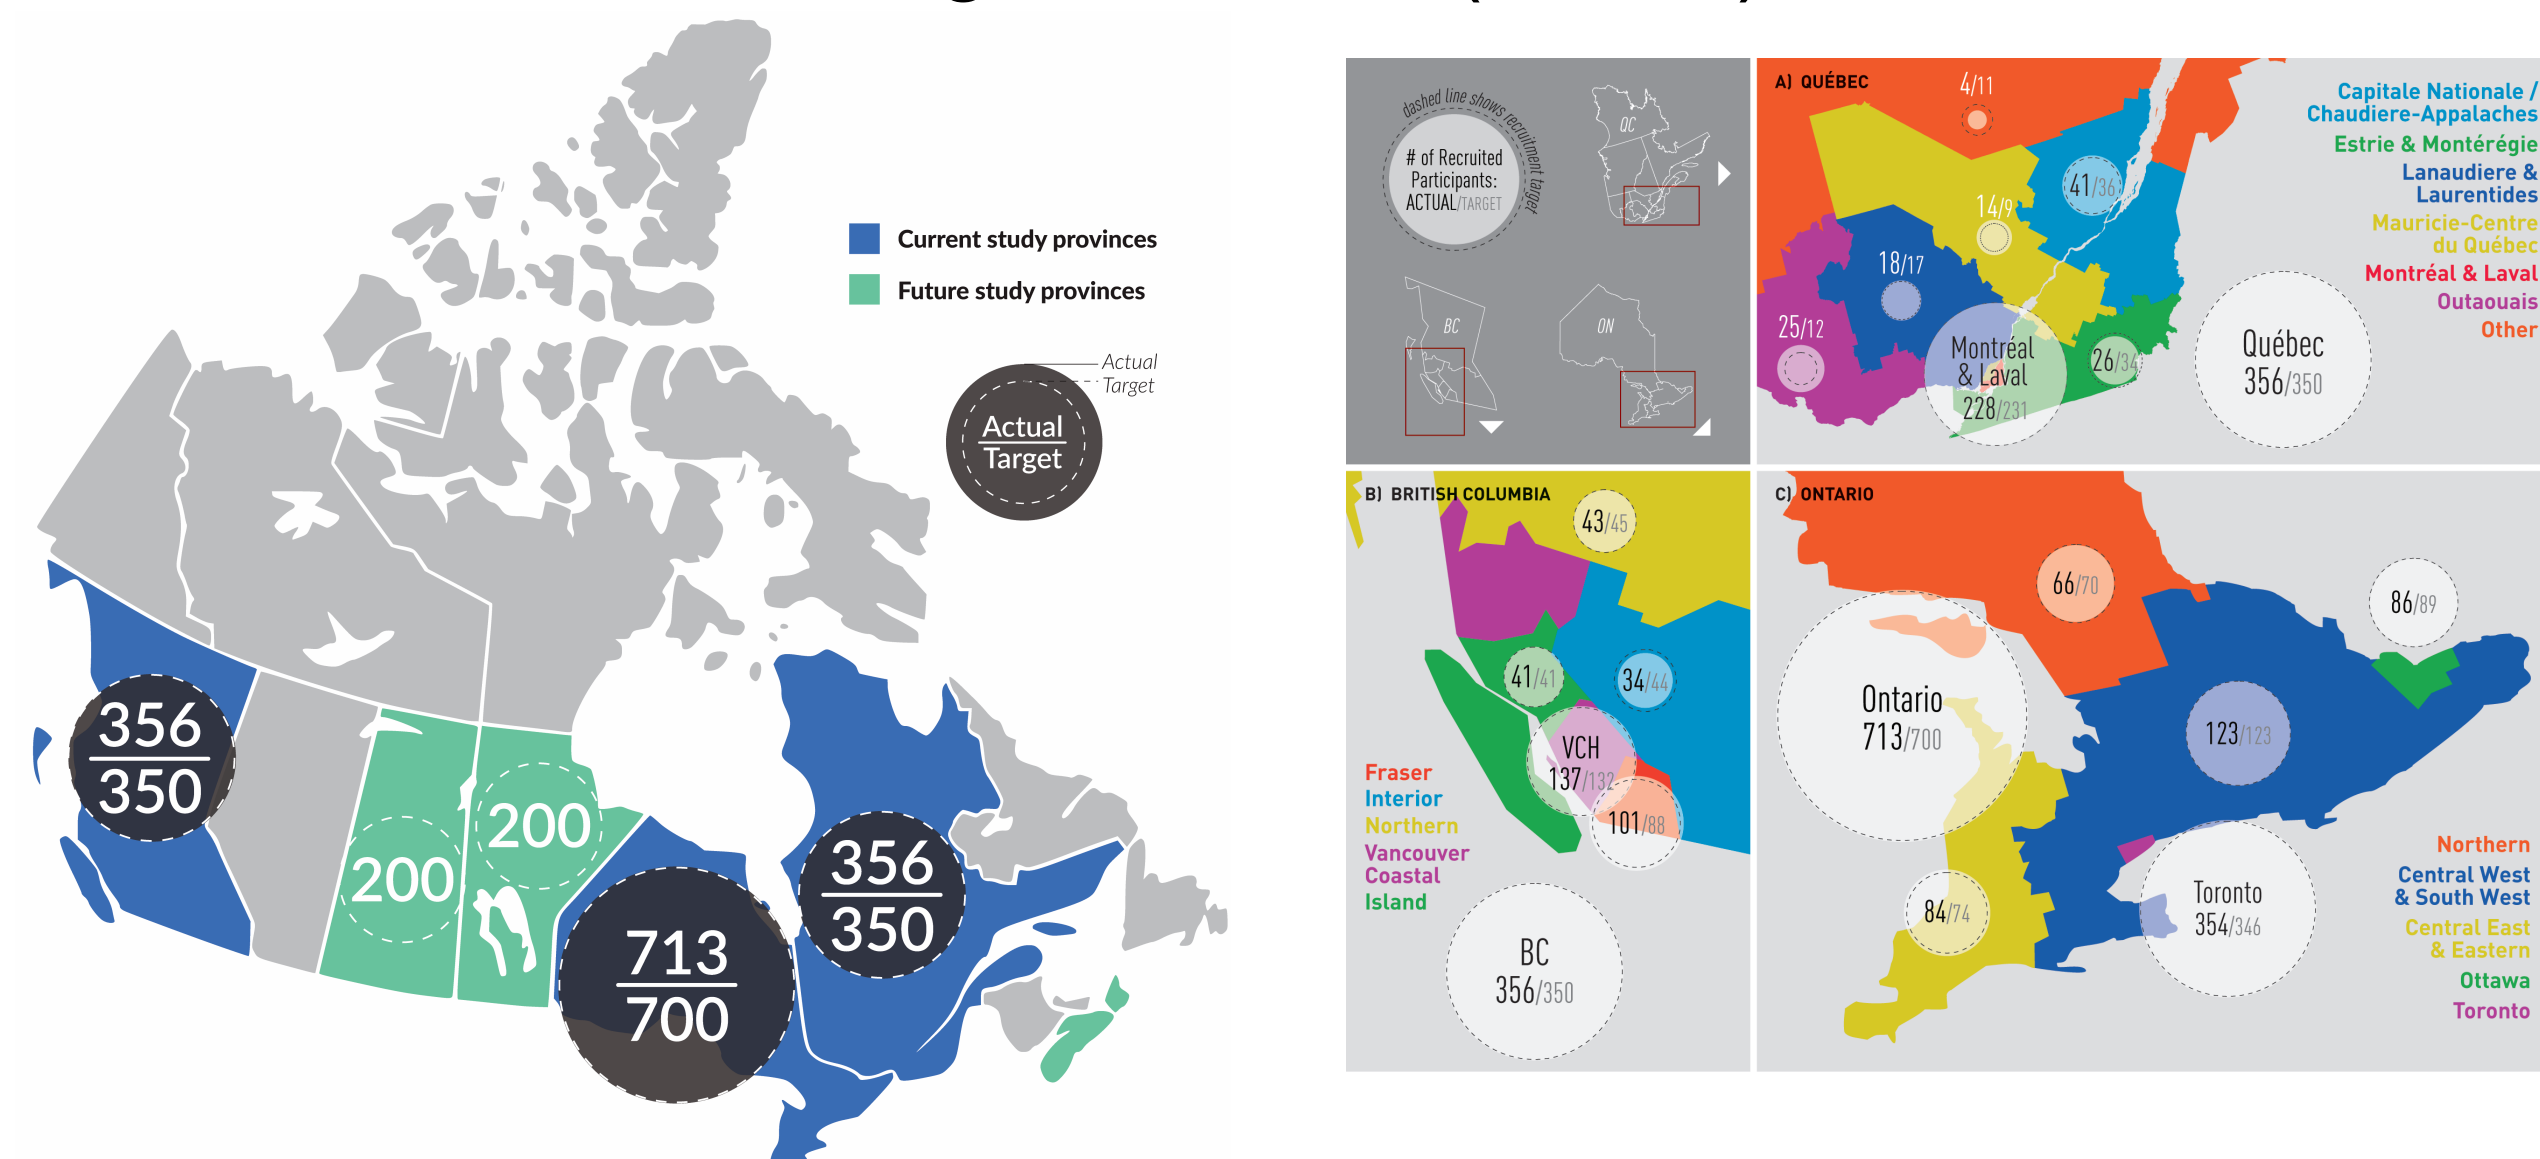 Current study provinces
Future study provinces
Actual
Target
Actual
Target
356
350
200
200
713
700
356
350
dashed line shows recruitment target
# of Recruited
Participants:
ACTUAL/TARGET
QC
BC
ON
A) QUÉBEC
4/11
41/36
14/9
18/17
25/12
Montréal
& Laval
228/231
26/34
Québec
356/350
Capitale Nationale /
Chaudiere-Appalaches
Estrie & Montérégie
Lanaudiere &
Laurentides
Mauricie-Centre
du Québec
Montréal & Laval
Outaouais
Other
B) BRITISH COLUMBIA
43/45
41/41
34/44
VCH
137/132
101/88
Fraser
Interior
Northern
Vancouver
Coastal
Island
BC
356/350
C) ONTARIO
66/70
86/89
Ontario
713/700
123/123
84/74
Toronto
354/346
Northern
Central West
& South West
Central East
& Eastern
Ottawa
Toronto